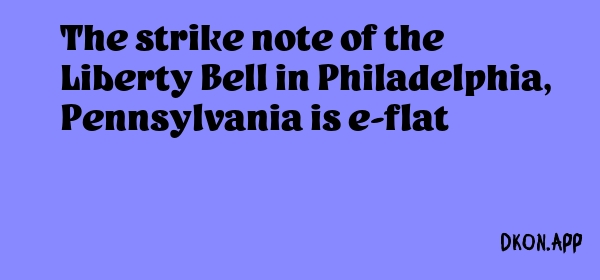 The strike note of the
Liberty Bell in Philadelphia,
Pennsylvania is e-flat
DKON.APP